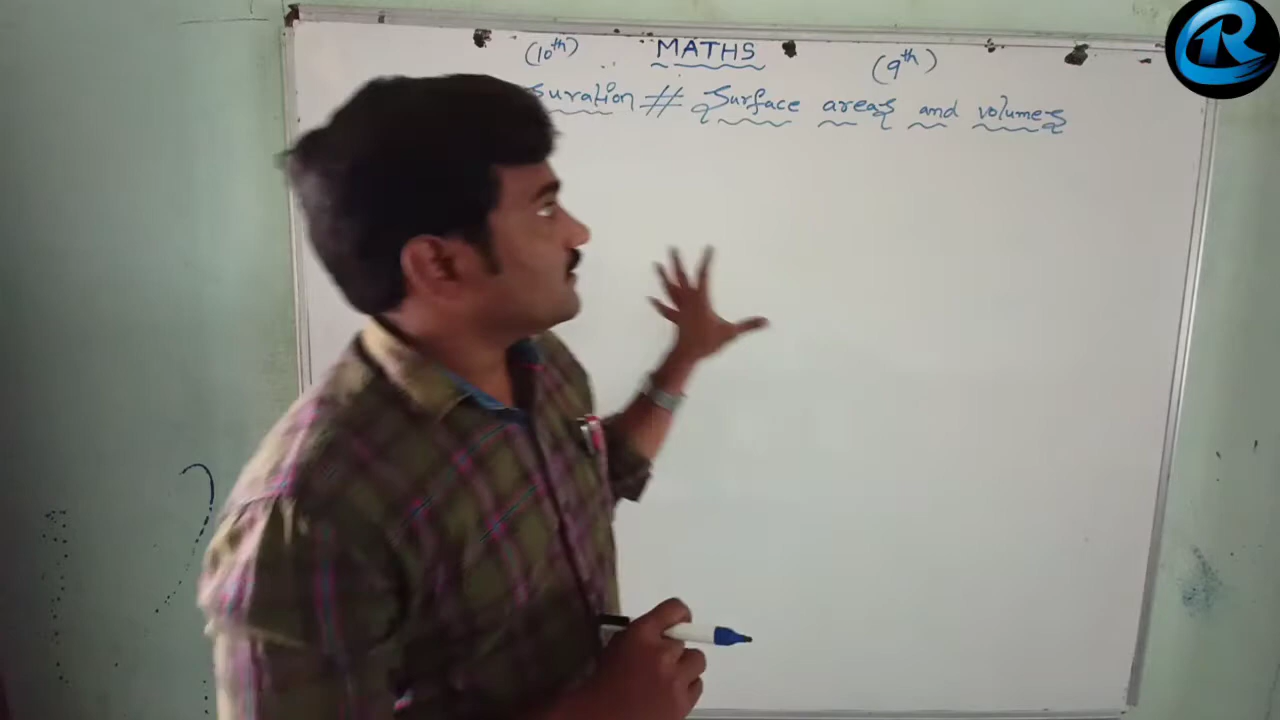 (10th) MATHS (9th)
suration # Surface areas and volumes
R